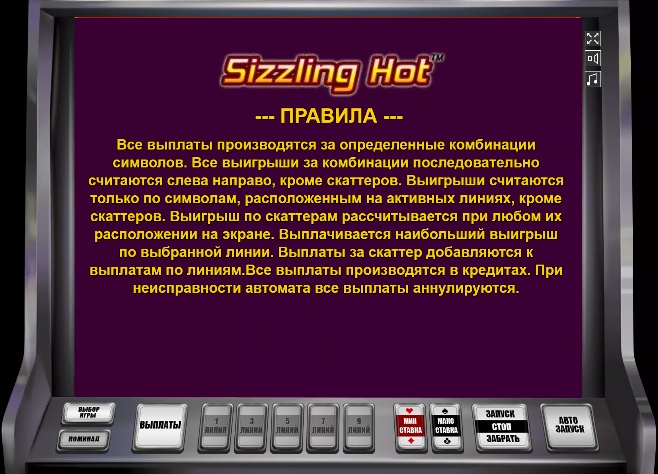 Sizzling Hot™
--- ПРАВИЛА ---
Все выплаты производятся за определенные комбинации
символов. Все выигрыши за комбинации последовательно
считаются слева направо, кроме скаттеров. Выигрыши считаются
только по символам, расположенным на активных линиях, кроме
скаттеров. Выигрыш по скаттерам рассчитывается при любом их
расположении на экране. Выплачивается наибольший выигрыш
по выбранной линии. Выплаты за скаттер добавляются к
выплатам по линиям.Все выплаты производятся в кредитах. При
неисправности автомата все выплаты аннулируются.
ВЫБОР
ИГРЫ
НОМИНАЛ
ВЫПЛАТЫ
1
ЛИНИЯ
3
ЛИНИИ
5
ЛИНИЙ
7
ЛИНИЙ
9
ЛИНИЙ
МИН
СТАВКА
МАКС
СТАВКА
ЗАПУСК
СТОП
ЗАБРАТЬ
АВТО
ЗАПУСК